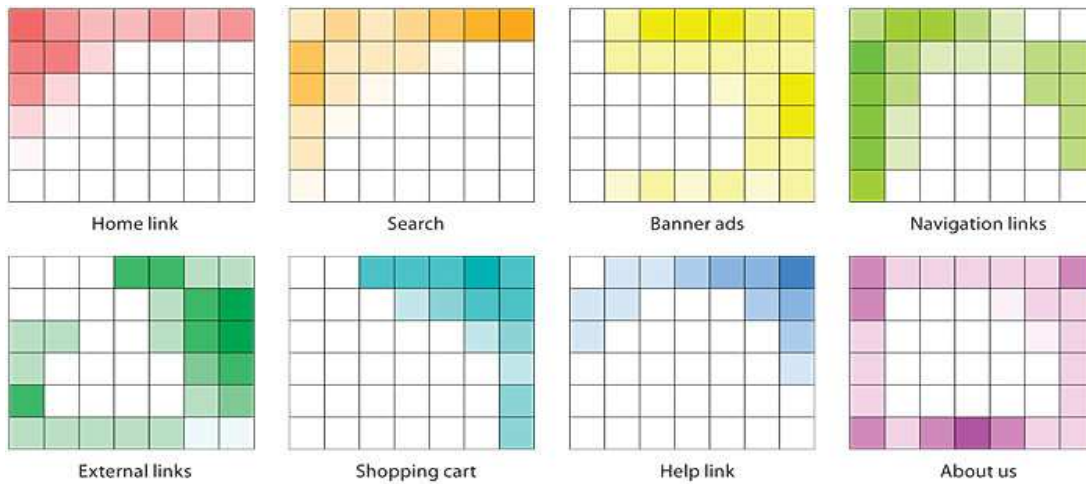 Home link
Search
Banner ads
Navigation links
External links
Shopping cart
Help link
About us